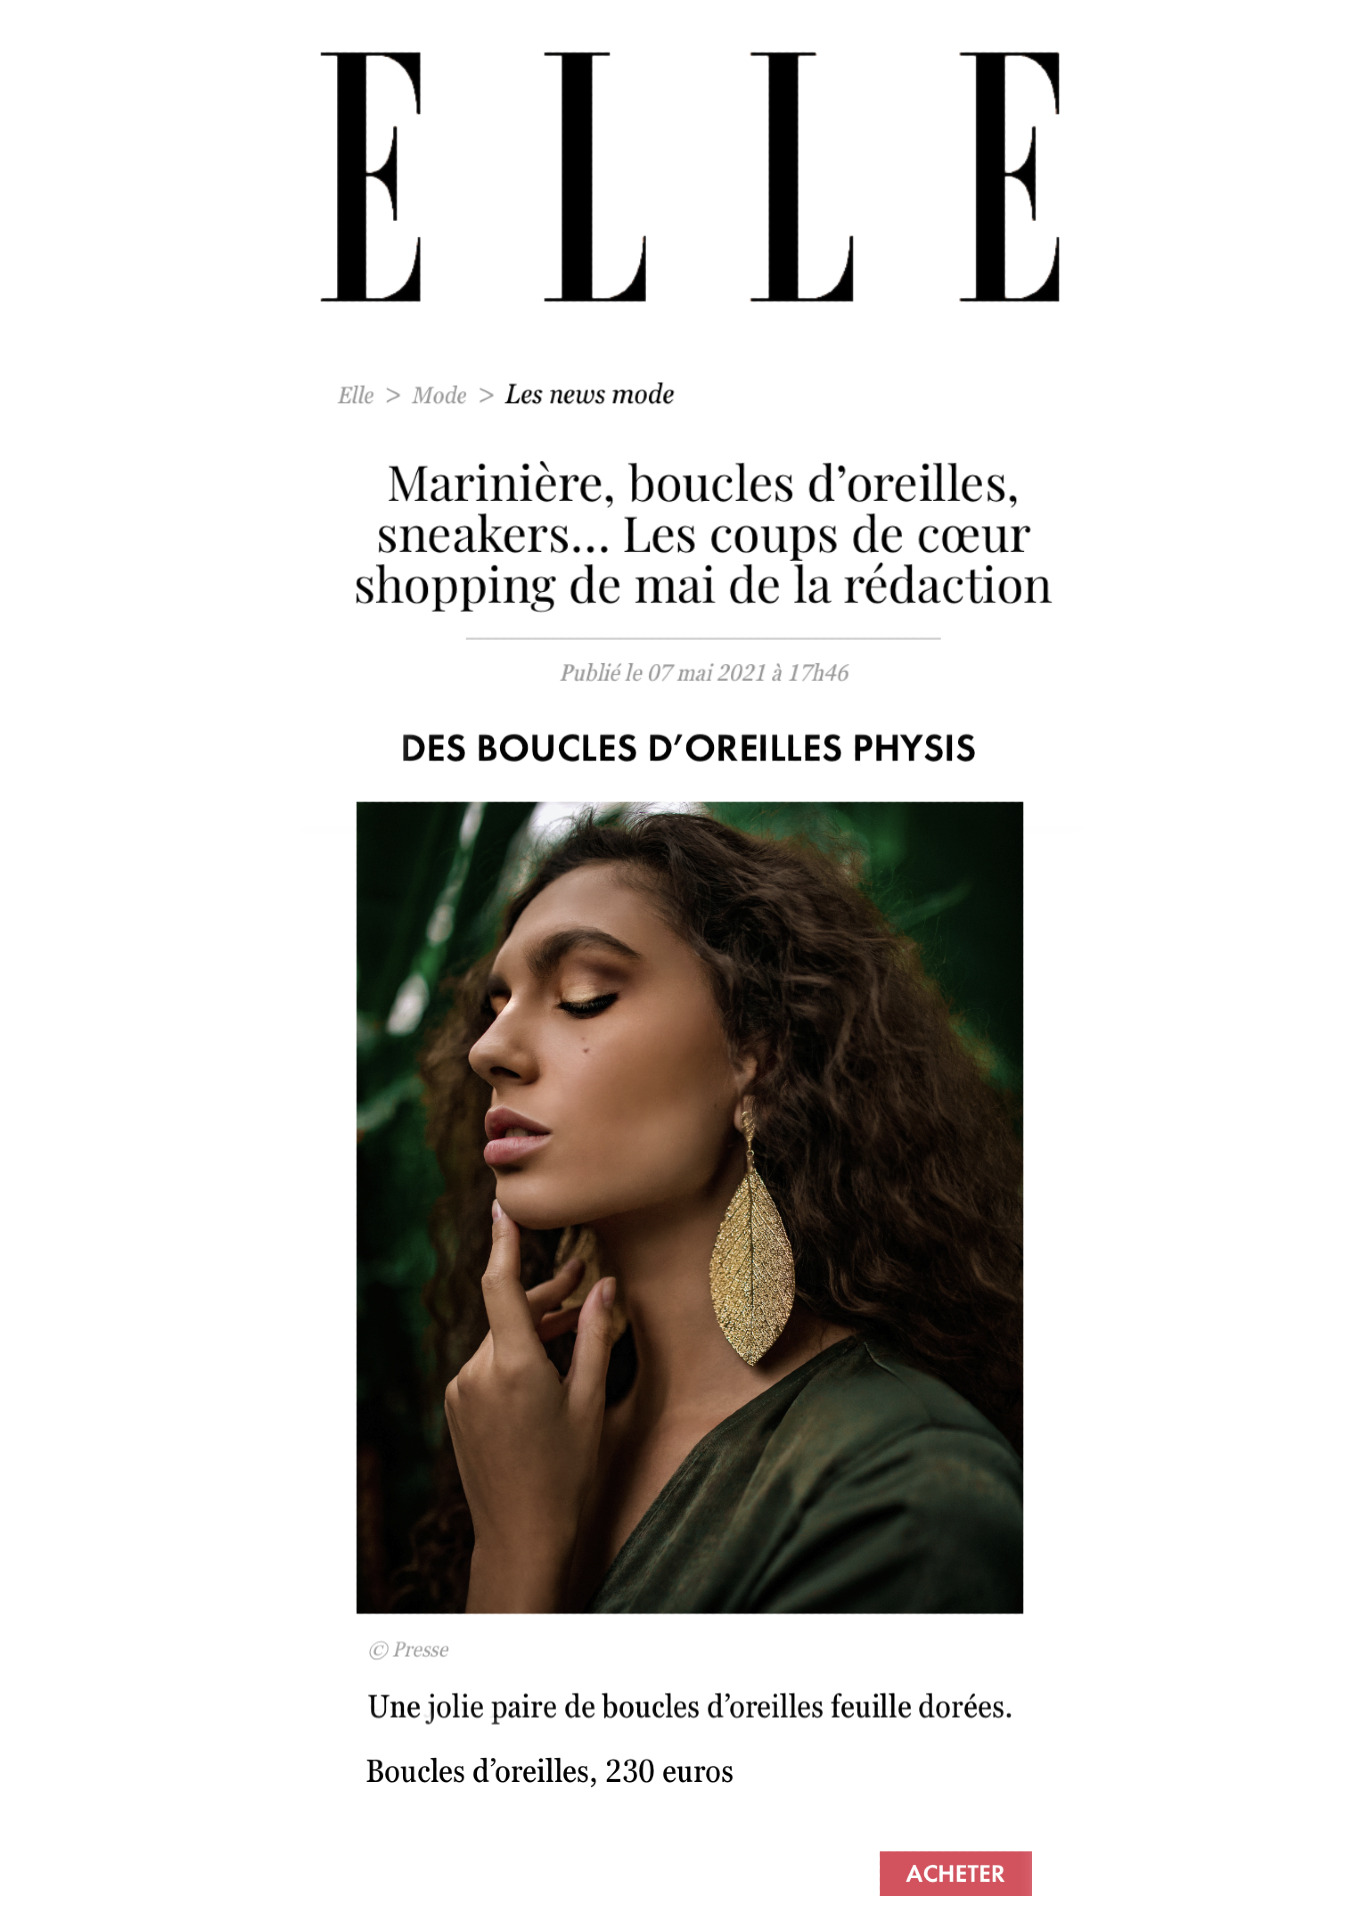 ELLE
Elle > Mode > Les news mode
Marinière, boucles d’oreilles,
sneakers... Les coups de cœur
shopping de mai de la rédaction
Publié le 07 mai 2021 à 17h46
DES BOUCLES D’OREILLES PHYSIS
© Presse
Une jolie paire de boucles d’oreilles feuille dorées.
Boucles d’oreilles, 230 euros
ACHETER